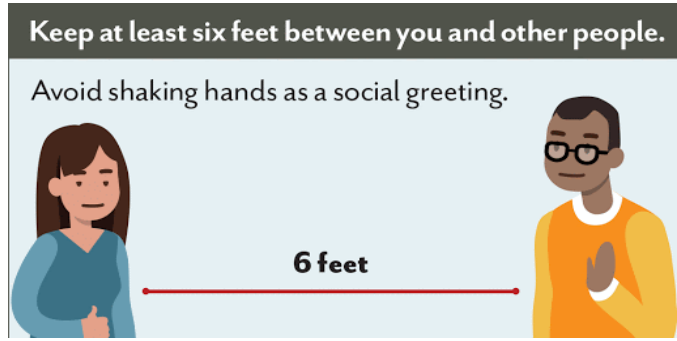 Keep at least six feet between you and other people.
Avoid shaking hands as a social greeting.
6 feet